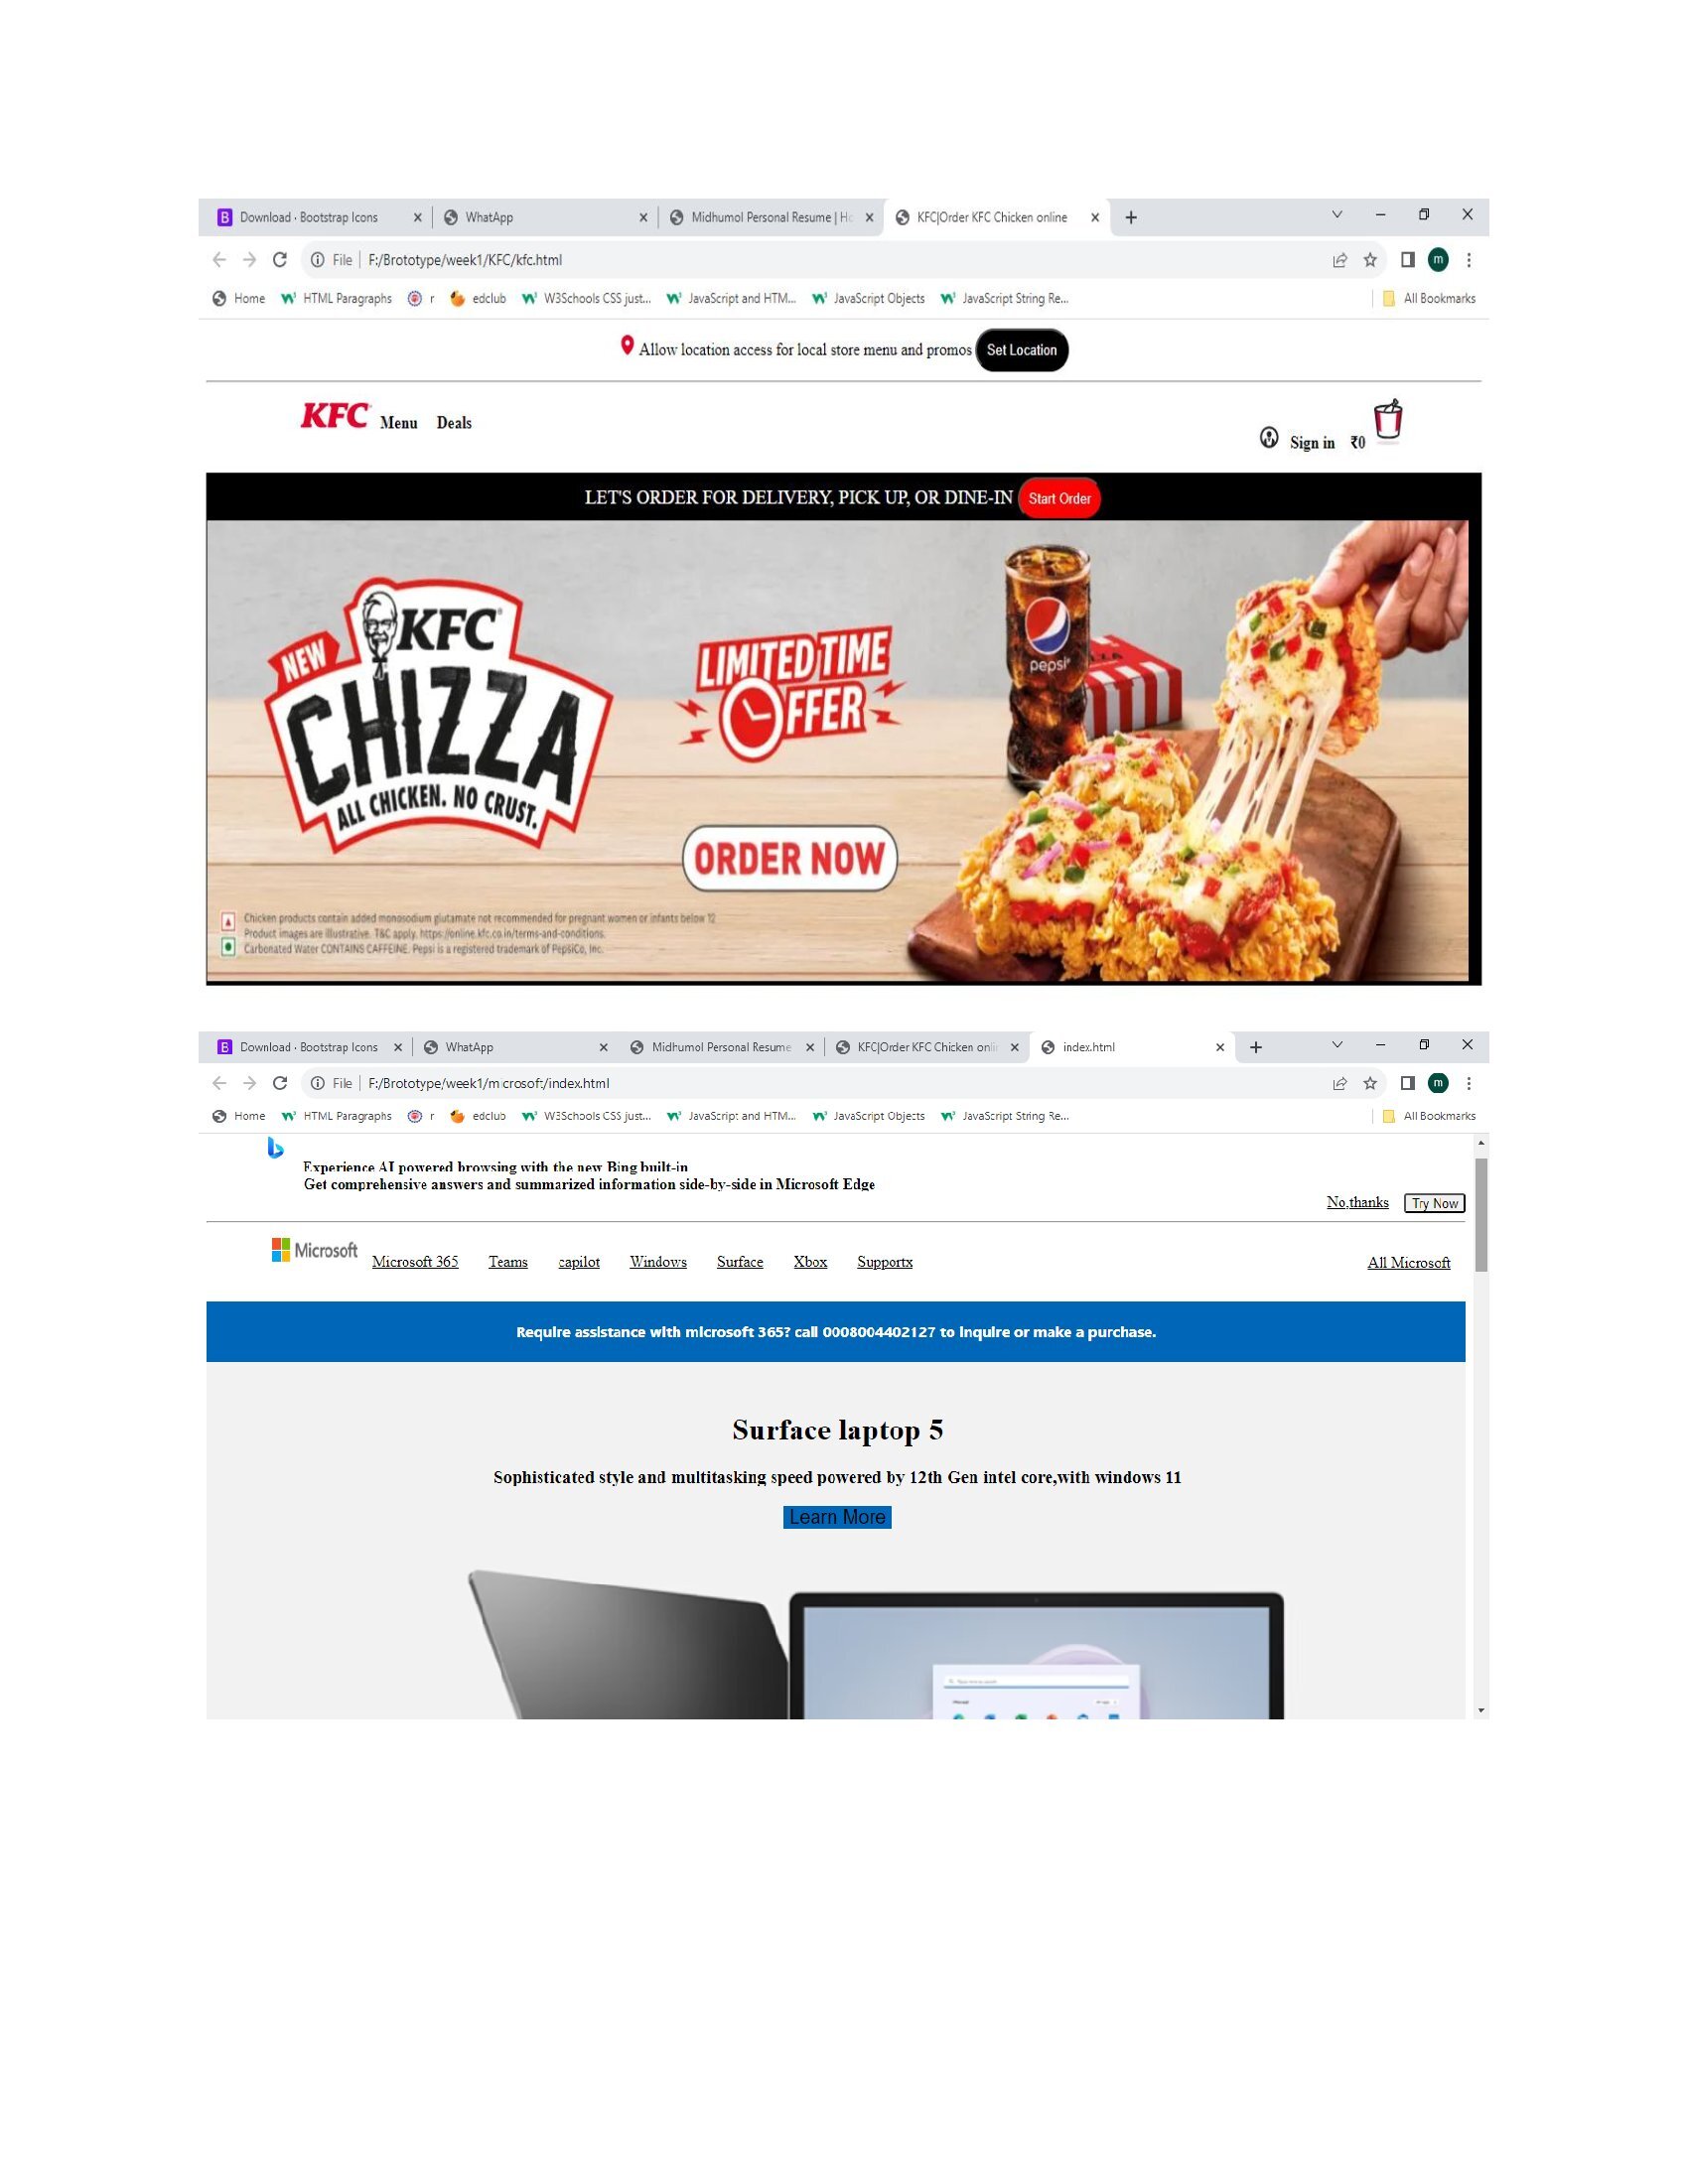 Download · Bootstrap Icons
WhatApp
Midhumol Personal Resume | Ho
KFC|Order KFC Chicken online
File F:/Brototype/week1/KFC/kfc.html
m
Home HTML Paragraphs r edclub W3Schools CSS just... JavaScript and HTM... JavaScript Objects JavaScript String Re... All Bookmarks
Allow location access for local store menu and promos Set Location
KFC Menu Deals
Sign in ₹0
LET'S ORDER FOR DELIVERY, PICK UP, OR DINE-IN Start Order
NEW
KFC
CHIZZA
ALL CHICKEN. NO CRUST.
LIMITED TIME
OFFER
pepsi
ORDER NOW
Chicken products contain added monosodium glutamate not recommended for pregnant women or infants below 12
Product images are illustrative. T&C apply. https://online.kfc.co.in/terms-and-conditions.
Carbonated Water CONTAINS CAFFEINE. Pepsi is a registered trademark of PepsiCo, Inc.
Download · Bootstrap Icons
WhatApp
Midhumol Personal Resume
KFC|Order KFC Chicken onlin
index.html
File F:/Brototype/week1/microsoft/index.html
m
Home HTML Paragraphs r edclub W3Schools CSS just... JavaScript and HTM... JavaScript Objects JavaScript String Re... All Bookmarks
Experience AI powered browsing with the new Bing built-in
Get comprehensive answers and summarized information side-by-side in Microsoft Edge
No,thanks Try Now
Microsoft Microsoft 365 Teams capilot Windows Surface Xbox Supportx All Microsoft
Require assistance with microsoft 365? call 0008004402127 to inquire or make a purchase.
Surface laptop 5
Sophisticated style and multitasking speed powered by 12th Gen intel core,with windows 11
Learn More